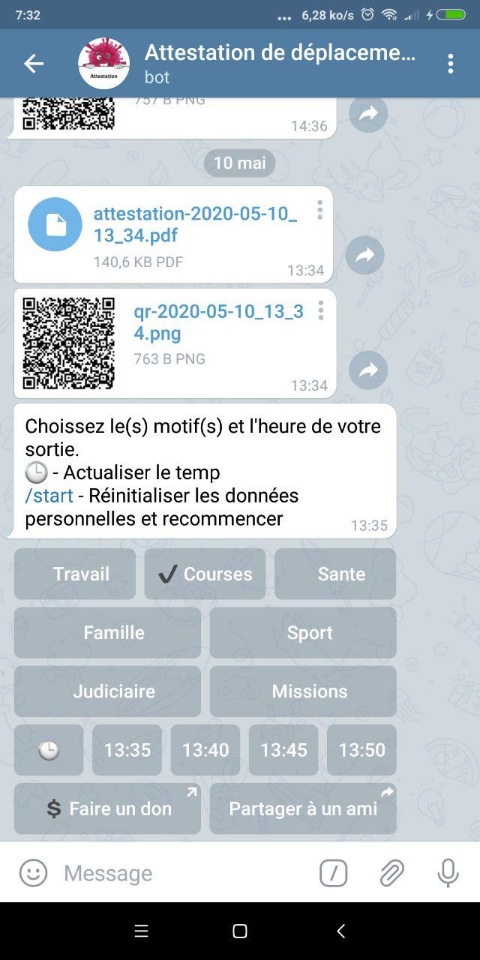 7:32
... 6,28 ko/s
Attestation de déplaceme...
Attestation
bot
757 B PNG
14:36
10 mai
attestation-2020-05-10_
13_34.pdf
140,6 KB PDF
13:34
qr-2020-05-10_13_3
4.png
763 B PNG
13:34
Choissez le(s) motif(s) et l'heure de votre
sortie.
🕒 - Actualiser le temp
/start - Réinitialiser les données
personnelles et recommencer
13:35
Travail
✔ Courses
Sante
Famille
Sport
Judiciaire
Missions
🕒 13:35 13:40 13:45 13:50
$ Faire un don
Partager à un ami
Message